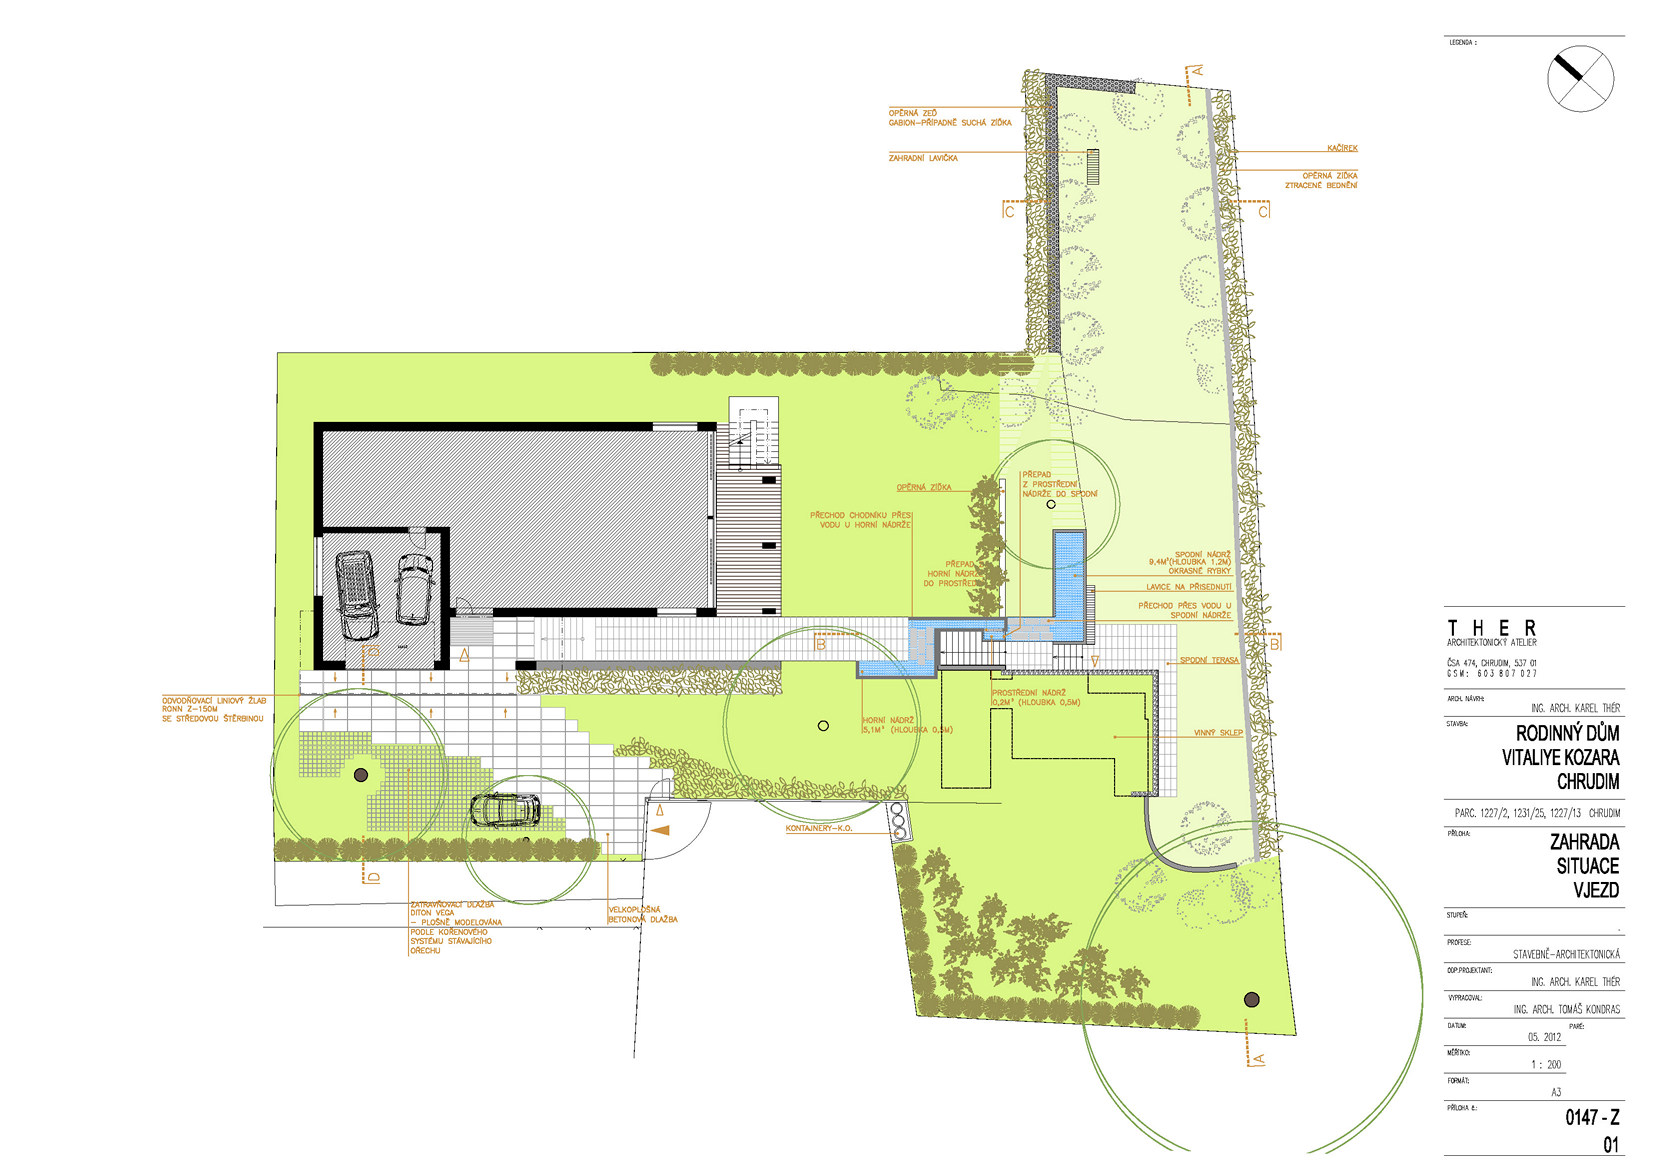 LEGENDA :
A
OPĚRNÁ ZEĎ
GABION-PŘÍPADNĚ SUCHÁ ZÍDKA
ZAHRADNÍ LAVIČKA
KAČÍREK
OPĚRNÁ ZÍDKA
ZTRACENÉ BEDNĚNÍ
C
C
PŘEPAD
Z PROSTŘEDNÍ
NÁDRŽE DO SPODNÍ
OPĚRNÁ ZÍDKA
PŘECHOD CHODNÍKU PŘES
VODU U HORNÍ NÁDRŽE
PŘEPAD Z
HORNÍ NÁDRŽE
DO PROSTŘEDNÍ
SPODNÍ NÁDRŽ
9,4M³(HLOUBKA 1,2M)
OKRASNÉ RYBKY
LAVICE NA PŘISEDNUTÍ
PŘECHOD PŘES VODU U
SPODNÍ NÁDRŽE
B
B
SPODNÍ TERASA
D
ODVODŇOVACÍ LINIOVÝ ŽLAB
RONN Z-150M
SE STŘEDOVOU ŠTĚRBINOU
PROSTŘEDNÍ NÁDRŽ
0,2M³ (HLOUBKA 0,5M)
HORNÍ NÁDRŽ
5,1M³ (HLOUBKA 0,5M)
VINNÝ SKLEP
KONTAJNERY-K.O.
D
ZATRAVŇOVACÍ DLAŽBA
DITON VEGA
- PLOŠNĚ MODELOVÁNA
PODLE KOŘENOVÉHO
SYSTÉMU STÁVAJÍCÍHO
OŘECHU
VELKOPLOŠNÁ
BETONOVÁ DLAŽBA
A
T H E R
ARCHITEKTONICKÝ ATELIER
ČSA 474, CHRUDIM, 537 01
GSM: 603 807 027
ARCH. NÁVRH:
ING. ARCH. KAREL THÉR
STAVBA:
RODINNÝ DŮM
VITALIYE KOZARA
CHRUDIM
PARC. 1227/2, 1231/25, 1227/13 CHRUDIM
PŘÍLOHA:
ZAHRADA
SITUACE
VJEZD
STUPEŇ:
PROFESE:
STAVEBNĚ-ARCHITEKTONICKÁ
ODP.PROJEKTANT:
ING. ARCH. KAREL THÉR
VYPRACOVAL:
ING. ARCH. TOMÁŠ KONDRAS
DATUM:
PARÉ:
05. 2012
MĚŘÍTKO:
1 : 200
FORMÁT:
A3
PŘÍLOHA č.:
0147 - Z
01